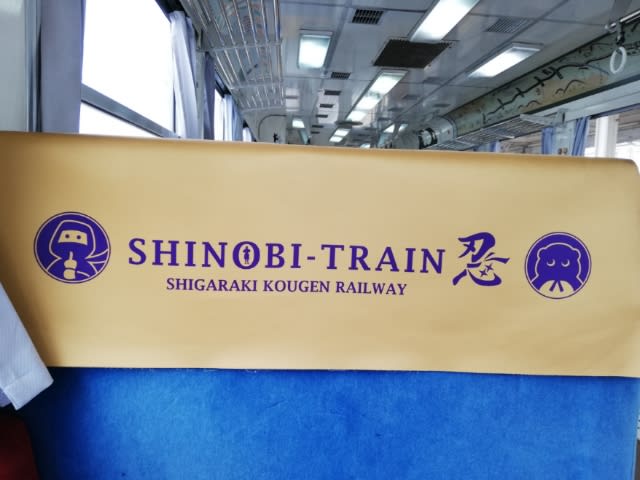 SHINOBI-TRAIN 忍
SHIGARAKI KOUGEN RAILWAY